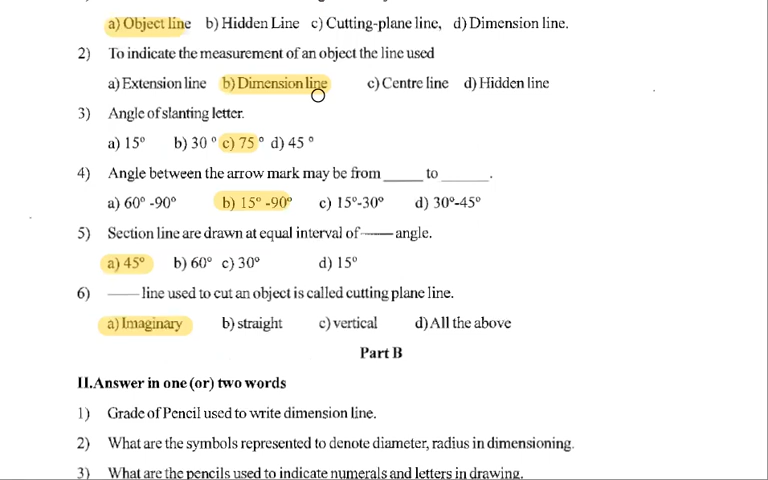 a) Object line b) Hidden Line c) Cutting-plane line, d) Dimension line.
2) To indicate the measurement of an object the line used
a) Extension line b) Dimension line c) Centre line d) Hidden line
3) Angle of slanting letter.
a) 15° b) 30 ° c) 75 ° d) 45 °
4) Angle between the arrow mark may be from _____ to ______.
a) 60° -90° b) 15° -90° c) 15°-30° d) 30°-45°
5) Section line are drawn at equal interval of —— angle.
a) 45° b) 60° c) 30° d) 15°
6) —— line used to cut an object is called cutting plane line.
a) Imaginary b) straight c) vertical d) All the above
Part B
II.Answer in one (or) two words
1) Grade of Pencil used to write dimension line.
2) What are the symbols represented to denote diameter, radius in dimensioning.
3) What are the pencils used to indicate numerals and letters in drawing.